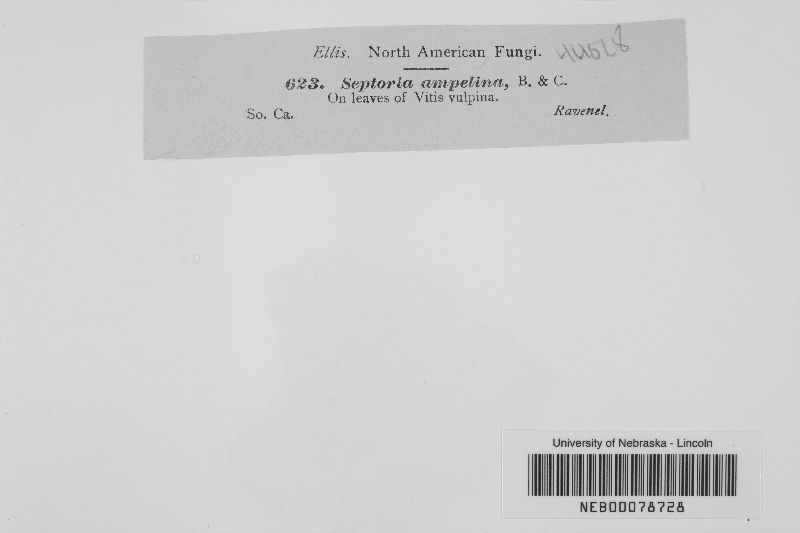 Ellis. North American Fungi. 44628
623. Septoria ampelina, B. & C.
On leaves of Vitis vulpina.
So. Ca. Ravenel.
University of Nebraska - Lincoln
NEB00078728